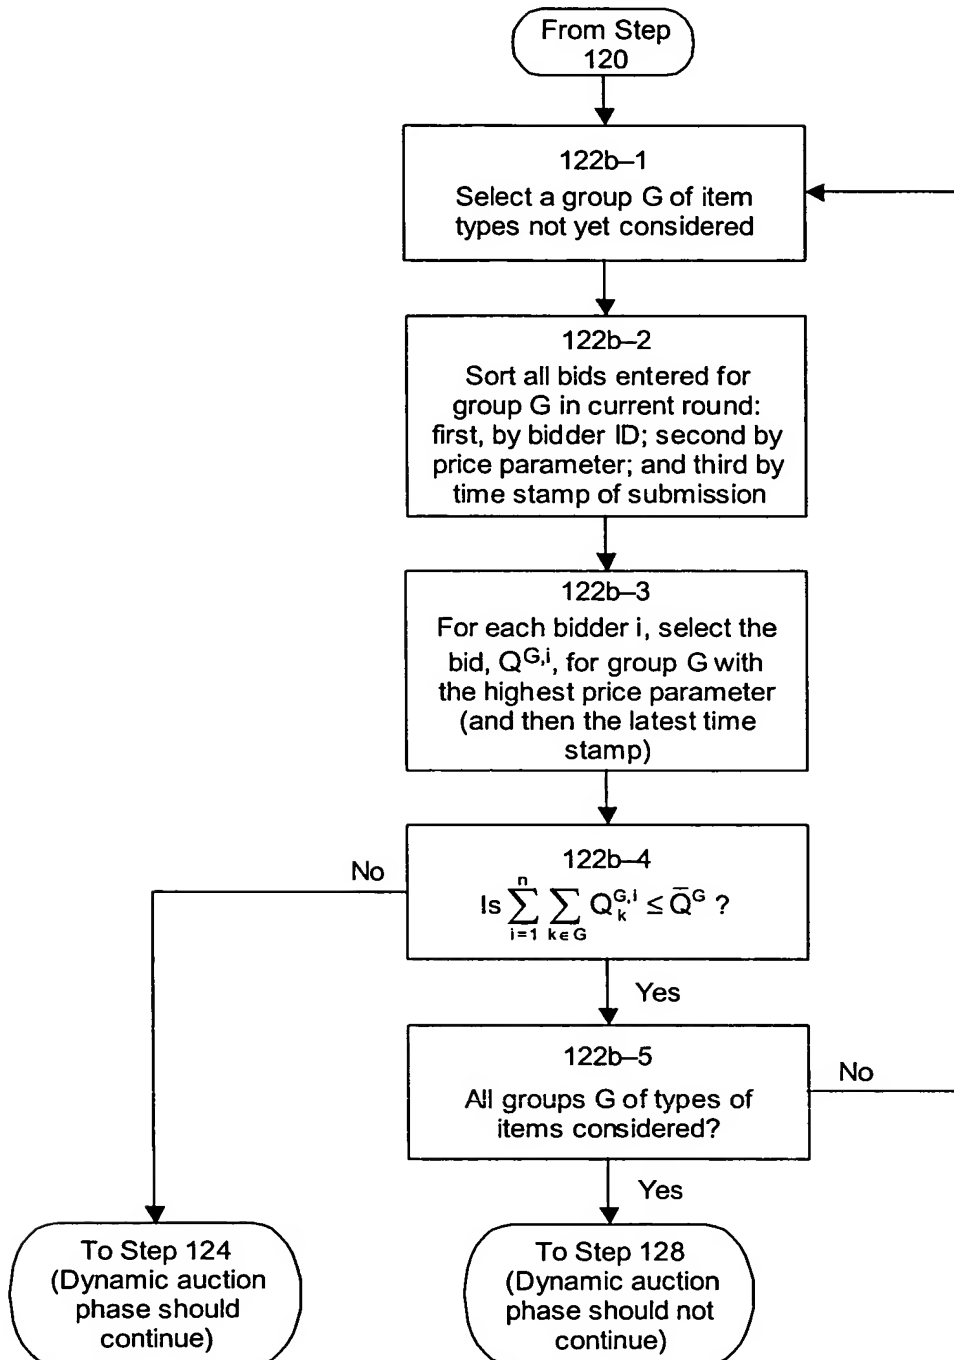 From Step
120
122b–1
Select a group G of item
types not yet considered
122b–2
Sort all bids entered for
group G in current round:
first, by bidder ID; second by
price parameter; and third by
time stamp of submission
122b–3
For each bidder i, select the
bid, Q^{G,i}, for group G with
the highest price parameter
(and then the latest time
stamp)
122b–4
No
Is \sum_{i=1}^{n} \sum_{k∈G} Q_k^{G,i} ≤ \bar{Q}^G ?
Yes
122b–5
No
All groups G of types of
items considered?
Yes
To Step 124
(Dynamic auction
phase should
continue)
To Step 128
(Dynamic auction
phase should not
continue)